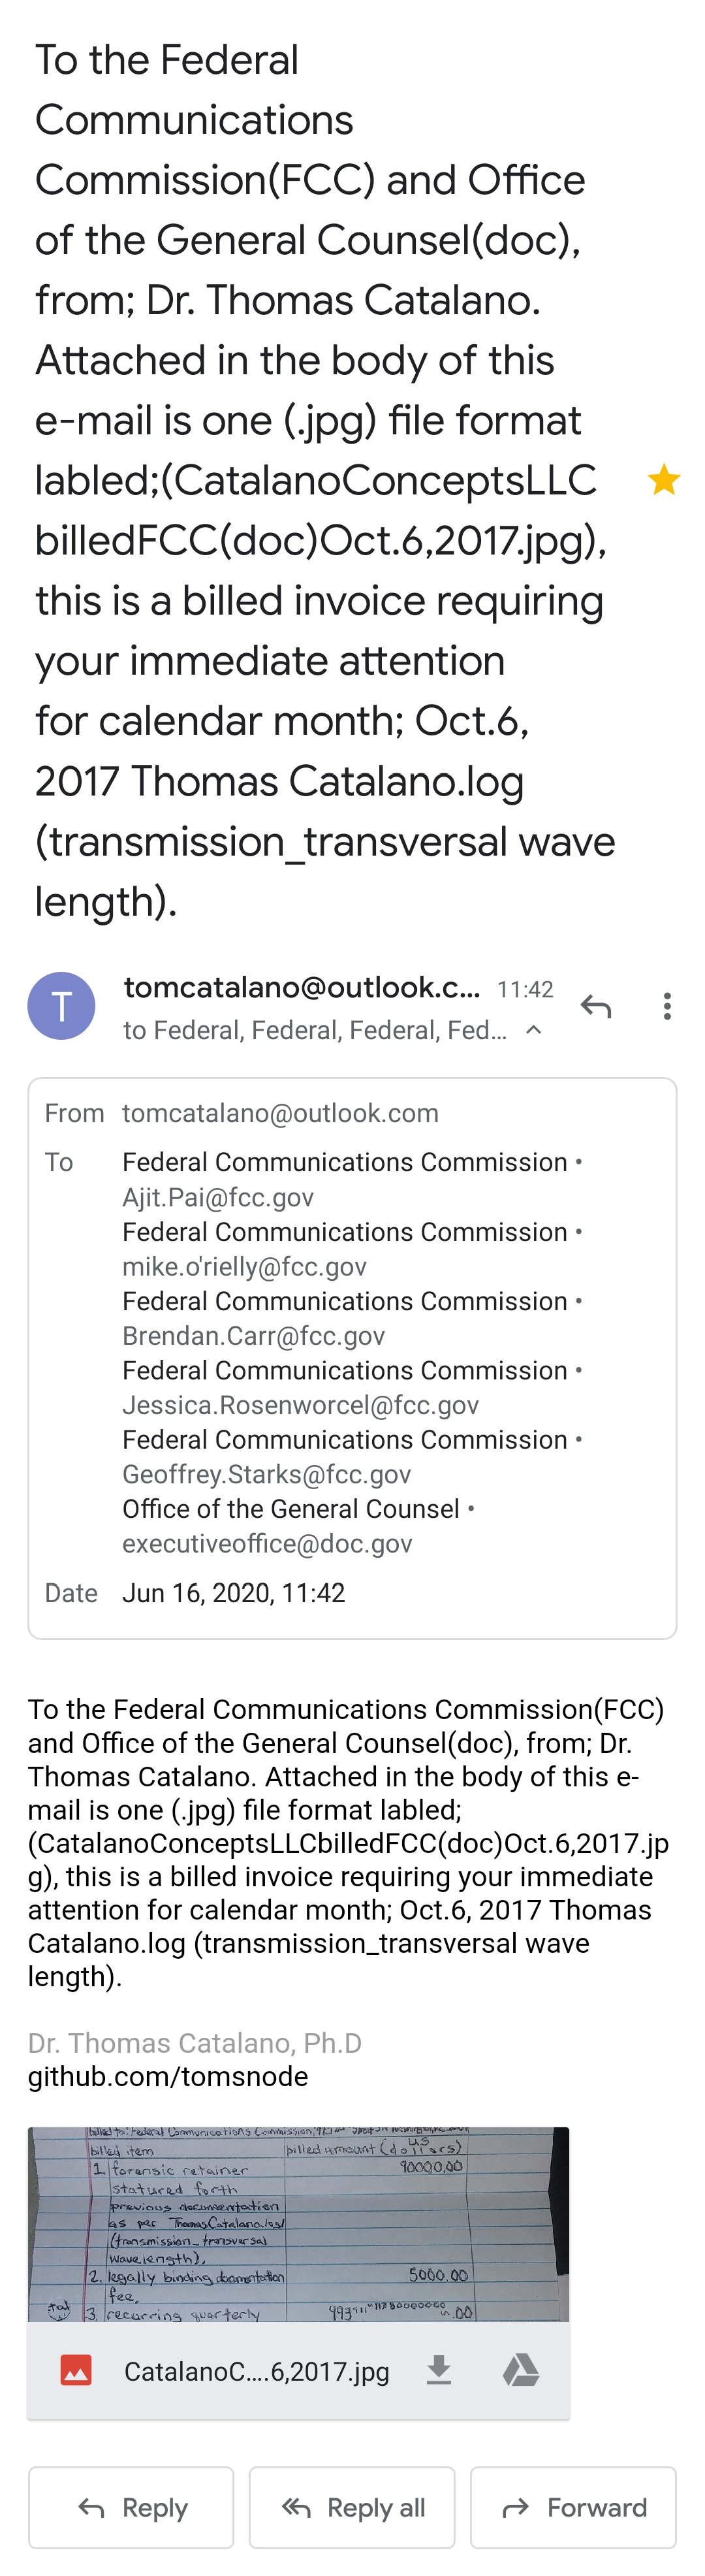 To the Federal
Communications
Commission(FCC) and Office
of the General Counsel(doc),
from; Dr. Thomas Catalano.
Attached in the body of this
e-mail is one (.jpg) file format
labled;(CatalanoConceptsLLC
billedFCC(doc)Oct.6,2017.jpg),
this is a billed invoice requiring
your immediate attention
for calendar month; Oct.6,
2017 Thomas Catalano.log
(transmission_transversal wave
length).
T
tomcatalano@outlook.c... 11:42
to Federal, Federal, Federal, Fed...
From tomcatalano@outlook.com
To Federal Communications Commission •
Ajit.Pai@fcc.gov
Federal Communications Commission •
mike.o'rielly@fcc.gov
Federal Communications Commission •
Brendan.Carr@fcc.gov
Federal Communications Commission •
Jessica.Rosenworcel@fcc.gov
Federal Communications Commission •
Geoffrey.Starks@fcc.gov
Office of the General Counsel •
executiveoffice@doc.gov
Date Jun 16, 2020, 11:42
To the Federal Communications Commission(FCC)
and Office of the General Counsel(doc), from; Dr.
Thomas Catalano. Attached in the body of this e-
mail is one (.jpg) file format labled;
(CatalanoConceptsLLCbilledFCC(doc)Oct.6,2017.jp
g), this is a billed invoice requiring your immediate
attention for calendar month; Oct.6, 2017 Thomas
Catalano.log (transmission_transversal wave
length).
Dr. Thomas Catalano, Ph.D
github.com/tomsnode
billed to: Federal Communications Commission,
billed item billed amount (US dollars)
1. forensic retainer 90000.00
statured forth
previous documentation
as per ThomasCatalano.log
(transmission_transversal
wavelength).
2. legally binding documentation 5000.00
fee.
3. recurring quarterly
CatalanoC....6,2017.jpg
Reply
Reply all
Forward